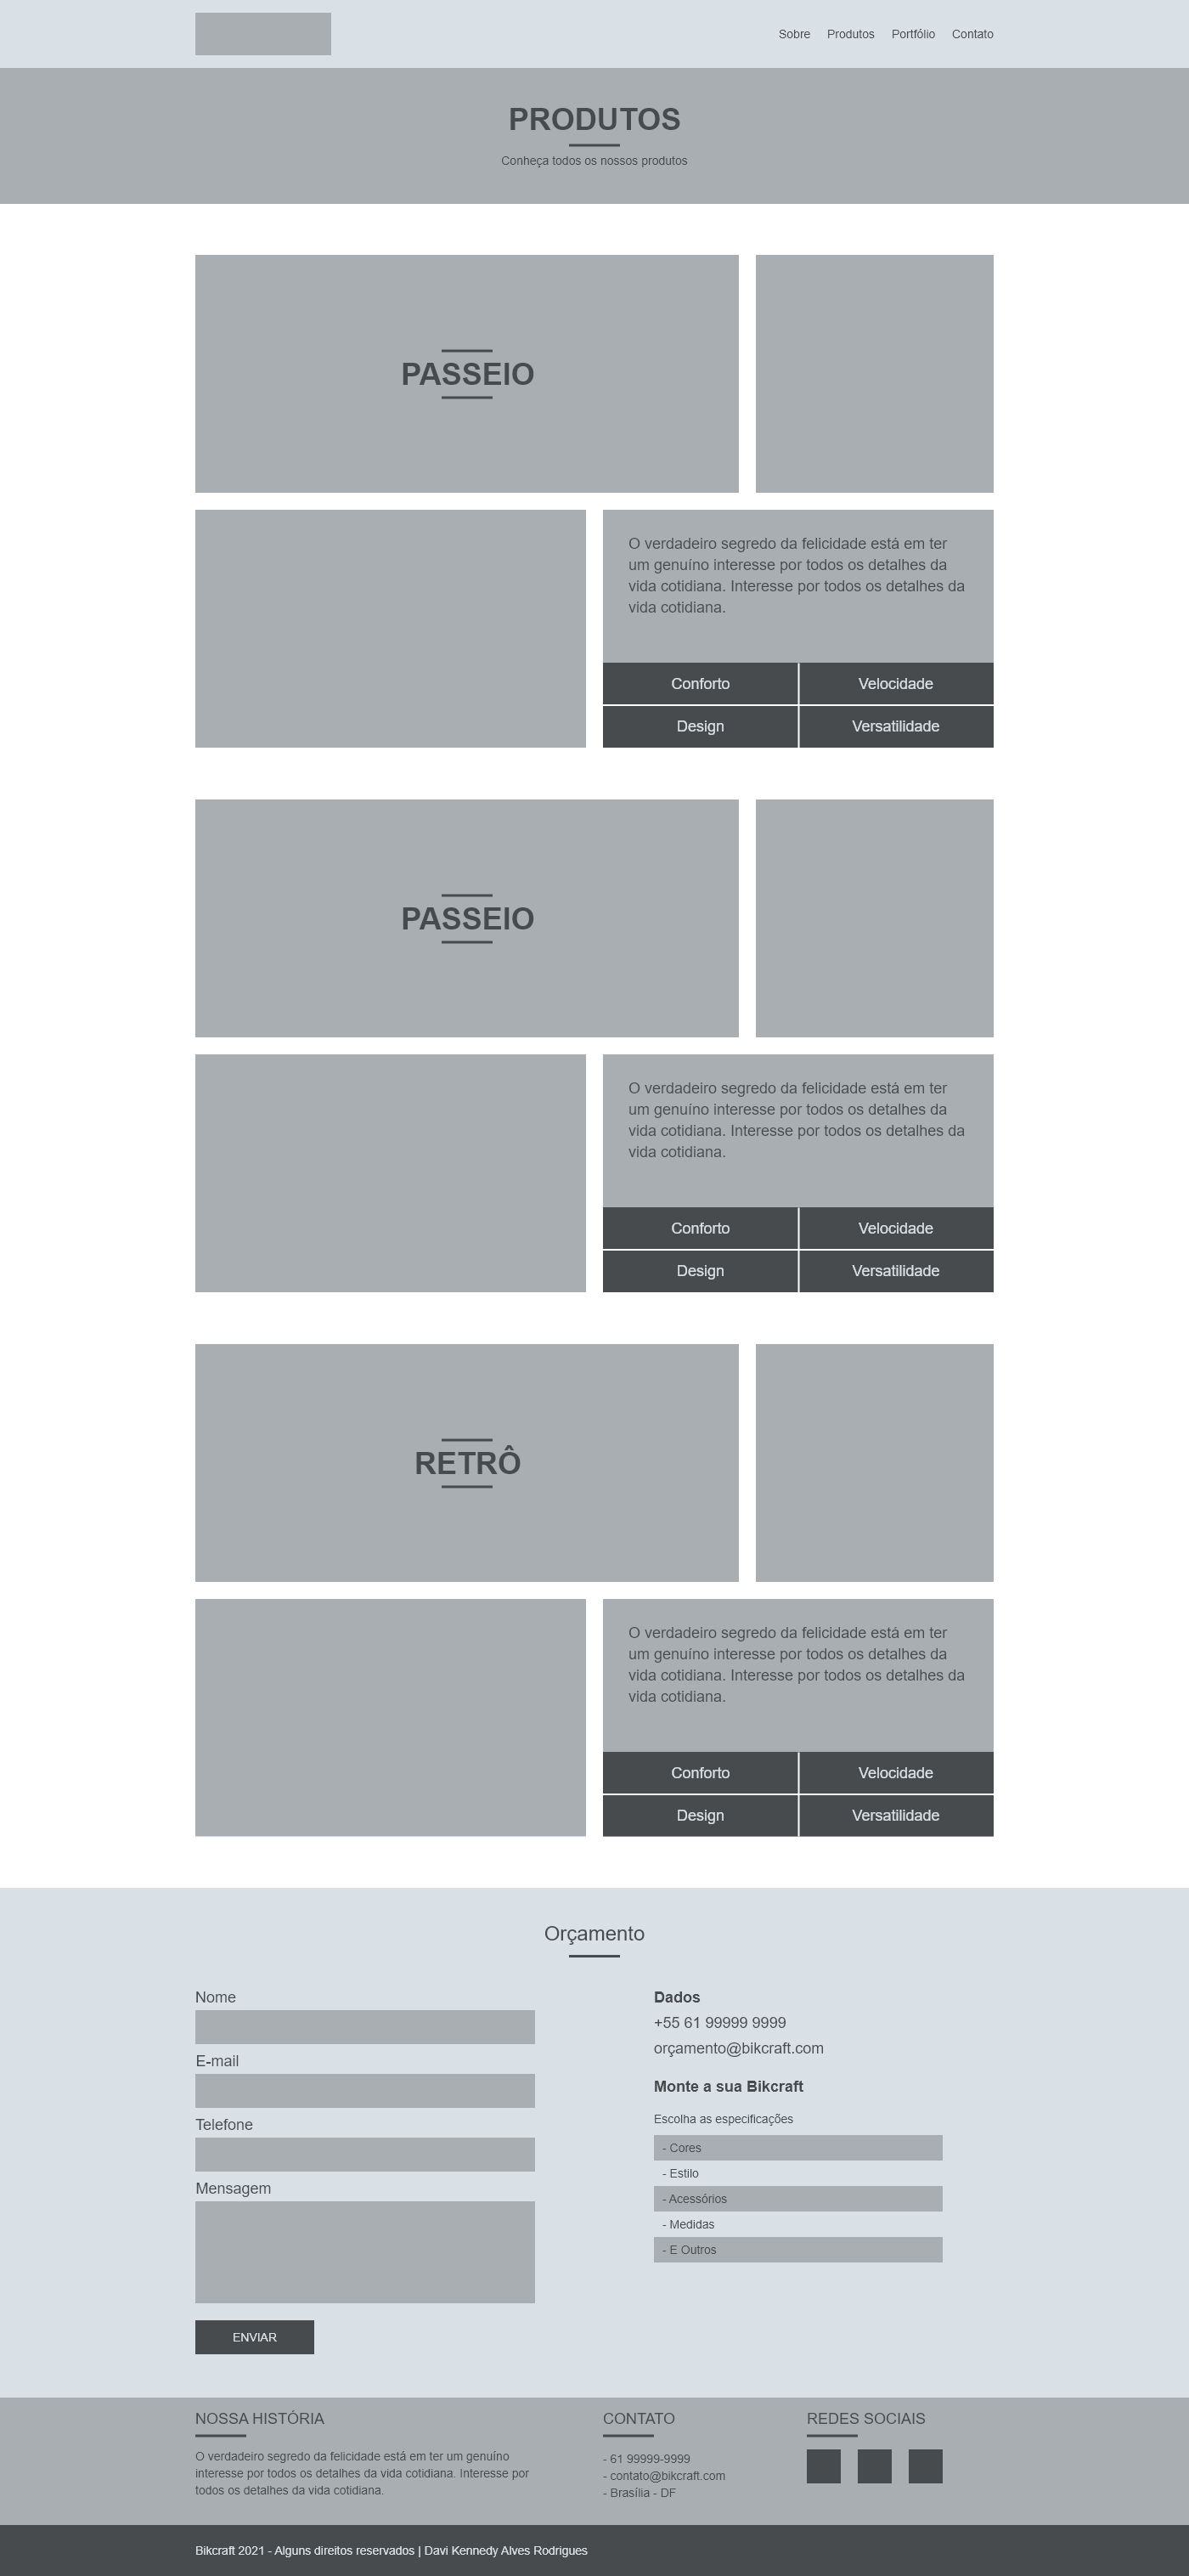 Sobre Produtos Portfólio Contato
PRODUTOS
Conheça todos os nossos produtos
PASSEIO
O verdadeiro segredo da felicidade está em ter
um genuíno interesse por todos os detalhes da
vida cotidiana. Interesse por todos os detalhes da
vida cotidiana.
Conforto Velocidade
Design Versatilidade
PASSEIO
O verdadeiro segredo da felicidade está em ter
um genuíno interesse por todos os detalhes da
vida cotidiana. Interesse por todos os detalhes da
vida cotidiana.
Conforto Velocidade
Design Versatilidade
RETRÔ
O verdadeiro segredo da felicidade está em ter
um genuíno interesse por todos os detalhes da
vida cotidiana. Interesse por todos os detalhes da
vida cotidiana.
Conforto Velocidade
Design Versatilidade
Orçamento
Nome
E-mail
Telefone
Mensagem
ENVIAR
Dados
+55 61 99999 9999
orçamento@bikcraft.com
Monte a sua Bikcraft
Escolha as especificações
- Cores
- Estilo
- Acessórios
- Medidas
- E Outros
NOSSA HISTÓRIA
O verdadeiro segredo da felicidade está em ter um genuíno
interesse por todos os detalhes da vida cotidiana. Interesse por
todos os detalhes da vida cotidiana.
CONTATO
- 61 99999-9999
- contato@bikcraft.com
- Brasília - DF
REDES SOCIAIS
Bikcraft 2021 - Alguns direitos reservados | Davi Kennedy Alves Rodrigues